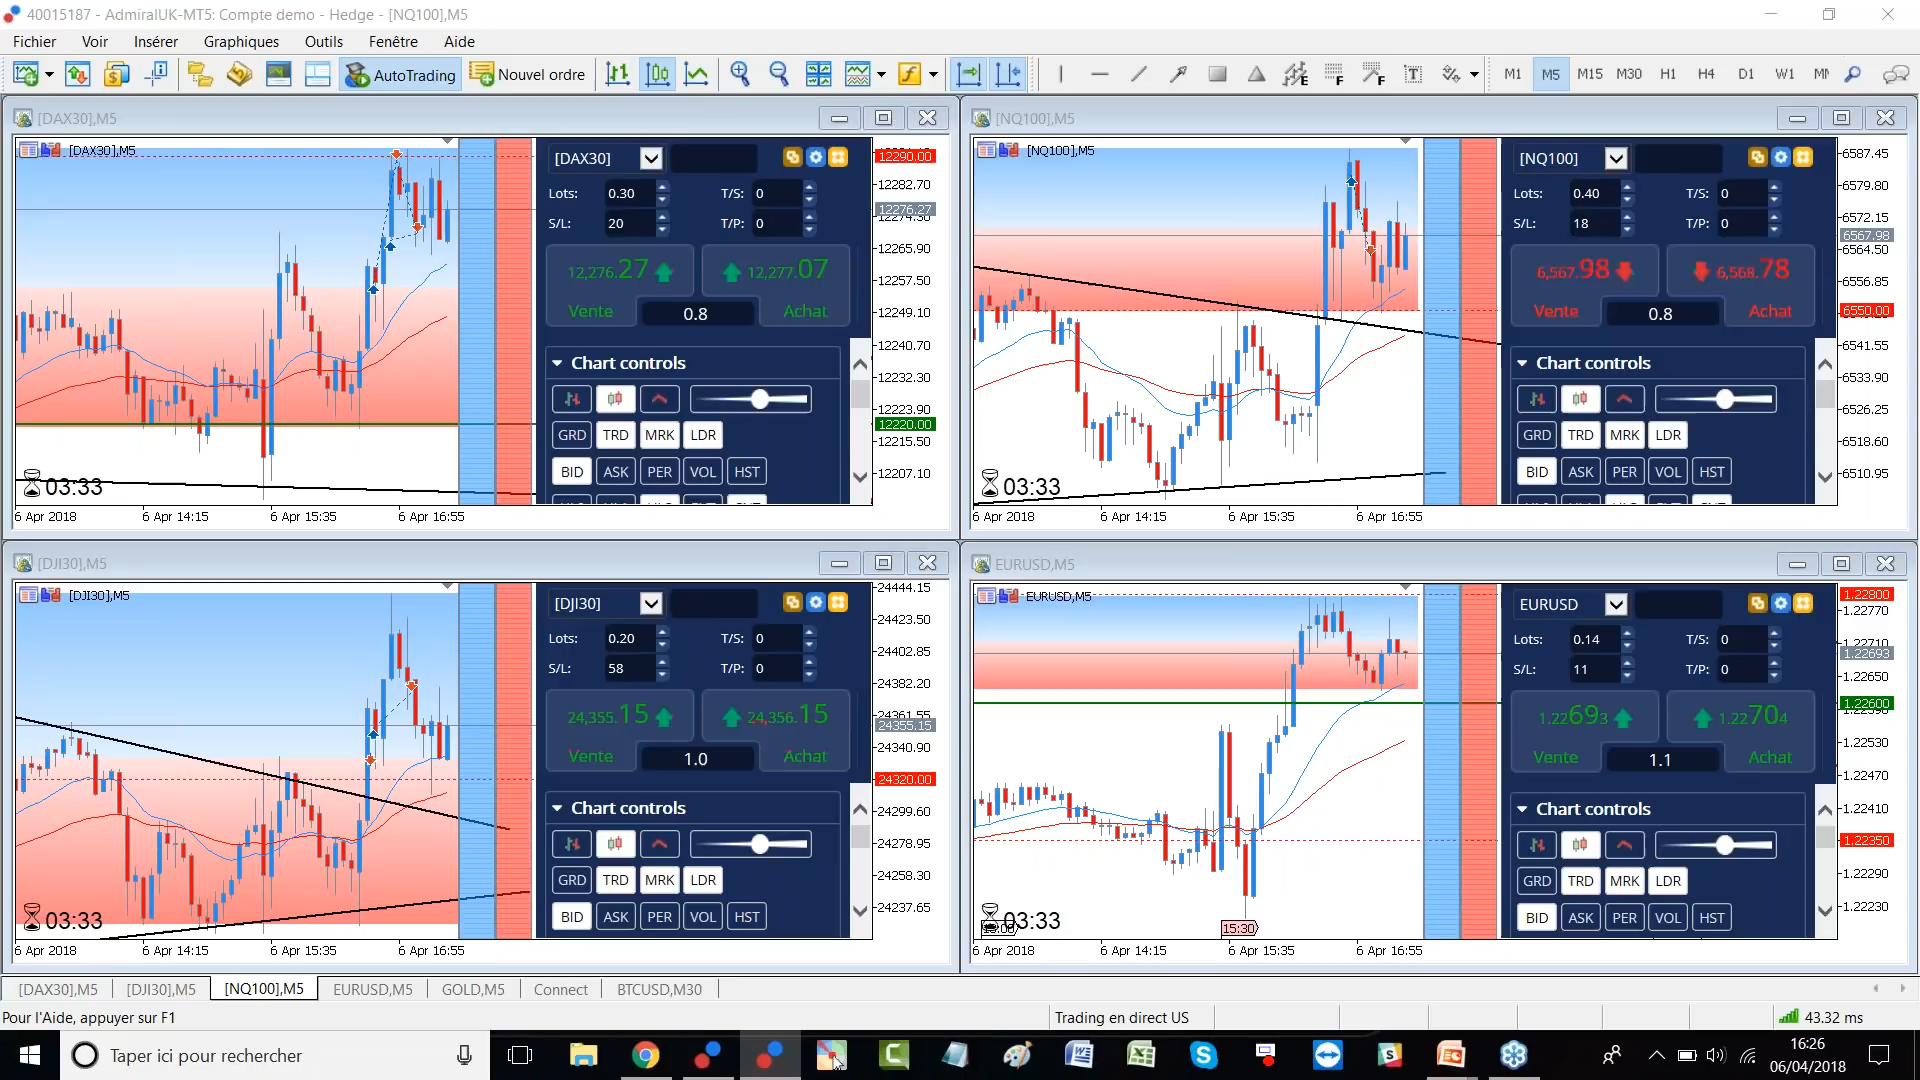 40015187 - AdmiralUK-MT5: Compte demo - Hedge - [NQ100],M5
Fichier Voir Insérer Graphiques Outils Fenêtre Aide
AutoTrading Nouvel ordre M1 M5 M15 M30 H1 H4 D1 W1
[DAX30],M5
[DAX30],M5
[DAX30]
Lots: 0.30 T/S: 0
S/L: 20 T/P: 0
12,276.27 12,277.07
Vente 0.8 Achat
Chart controls
GRD TRD MRK LDR
BID ASK PER VOL HST
12290.00
12282.70
12276.27
12265.90
12257.50
12249.10
12240.70
12232.30
12223.90
12220.00
12215.50
12207.10
03:33
6 Apr 2018 6 Apr 14:15 6 Apr 15:35 6 Apr 16:55
[NQ100],M5
[NQ100],M5
[NQ100]
Lots: 0.40 T/S: 0
S/L: 18 T/P: 0
6,567.98 6,568.78
Vente 0.8 Achat
Chart controls
GRD TRD MRK LDR
BID ASK PER VOL HST
6587.45
6579.80
6572.15
6567.98
6564.50
6556.85
6550.00
6541.55
6533.90
6526.25
6518.60
6510.95
03:33
6 Apr 2018 6 Apr 14:15 6 Apr 15:35 6 Apr 16:55
[DJI30],M5
[DJI30],M5
[DJI30]
Lots: 0.20 T/S: 0
S/L: 58 T/P: 0
24,355.15 24,356.15
Vente 1.0 Achat
Chart controls
GRD TRD MRK LDR
BID ASK PER VOL HST
24444.15
24423.50
24402.85
24382.20
24361.55
24355.15
24340.90
24320.00
24299.60
24278.95
24258.30
24237.65
03:33
6 Apr 2018 6 Apr 14:15 6 Apr 15:35 6 Apr 16:55
EURUSD,M5
EURUSD,M5
EURUSD
Lots: 0.14 T/S: 0
S/L: 11 T/P: 0
1.22693 1.22704
Vente 1.1 Achat
Chart controls
GRD TRD MRK LDR
BID ASK PER VOL HST
1.22800
1.22770
1.22710
1.22693
1.22650
1.22600
1.22530
1.22470
1.22410
1.22350
1.22290
1.22230
03:33
15:30
6 Apr 2018 6 Apr 14:15 6 Apr 15:35 6 Apr 16:55
[DAX30],M5 [DJI30],M5 [NQ100],M5 EURUSD,M5 GOLD,M5 Connect BTCUSD,M30
Pour l'Aide, appuyer sur F1 Trading en direct US 43.32 ms
Taper ici pour rechercher
16:26
06/04/2018